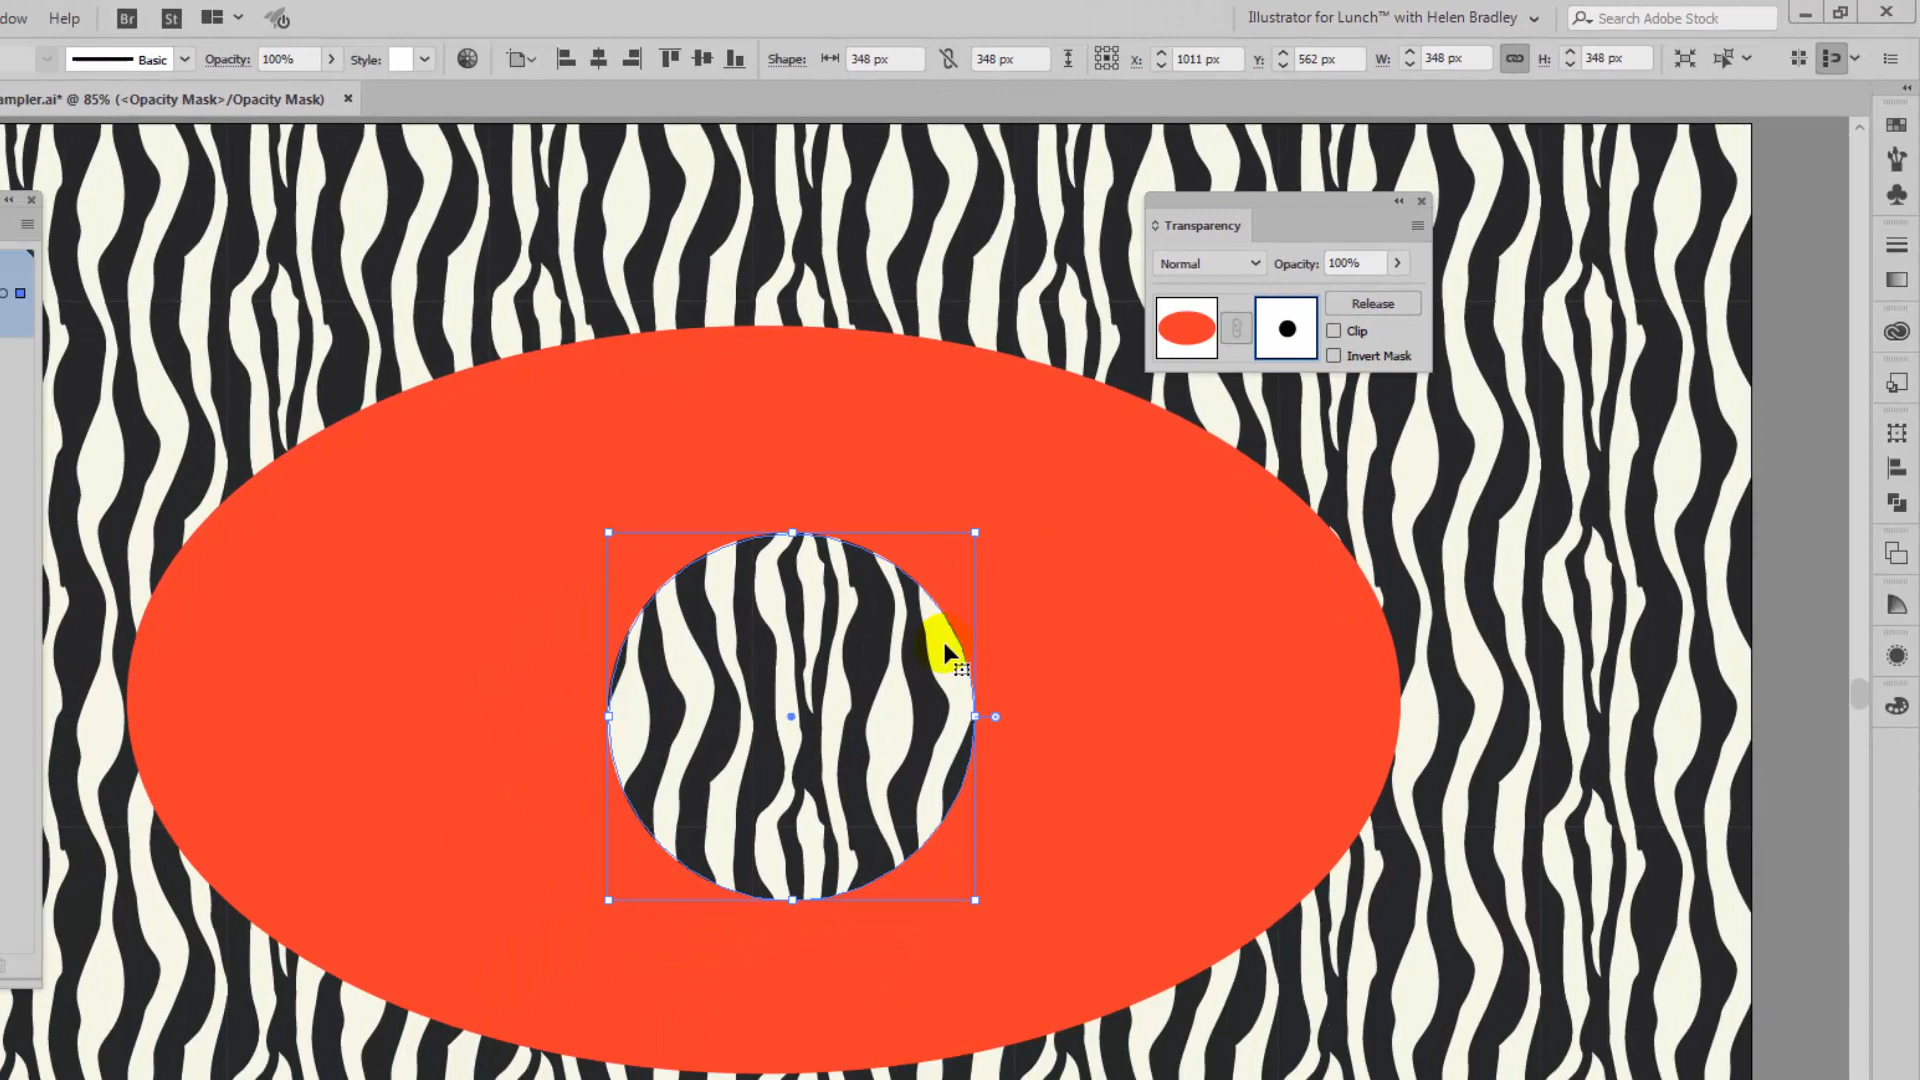 dow Help Br St Illustrator for Lunch™ with Helen Bradley Search Adobe Stock
Basic Opacity: 100% Style: Shape: 348 px 348 px X: 1011 px Y: 562 px W: 348 px H: 348 px
ampler.ai* @ 85% (<Opacity Mask>/Opacity Mask)
Transparency
Normal Opacity: 100%
Release
Clip
Invert Mask